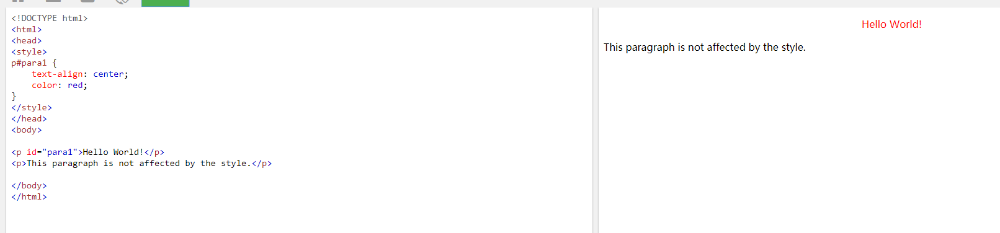 <!DOCTYPE html>
<html>
<head>
<style>
p#para1 {
    text-align: center;
    color: red;
}
</style>
</head>
<body>
<p id="para1">Hello World!</p>
<p>This paragraph is not affected by the style.</p>
</body>
</html>
Hello World!
This paragraph is not affected by the style.